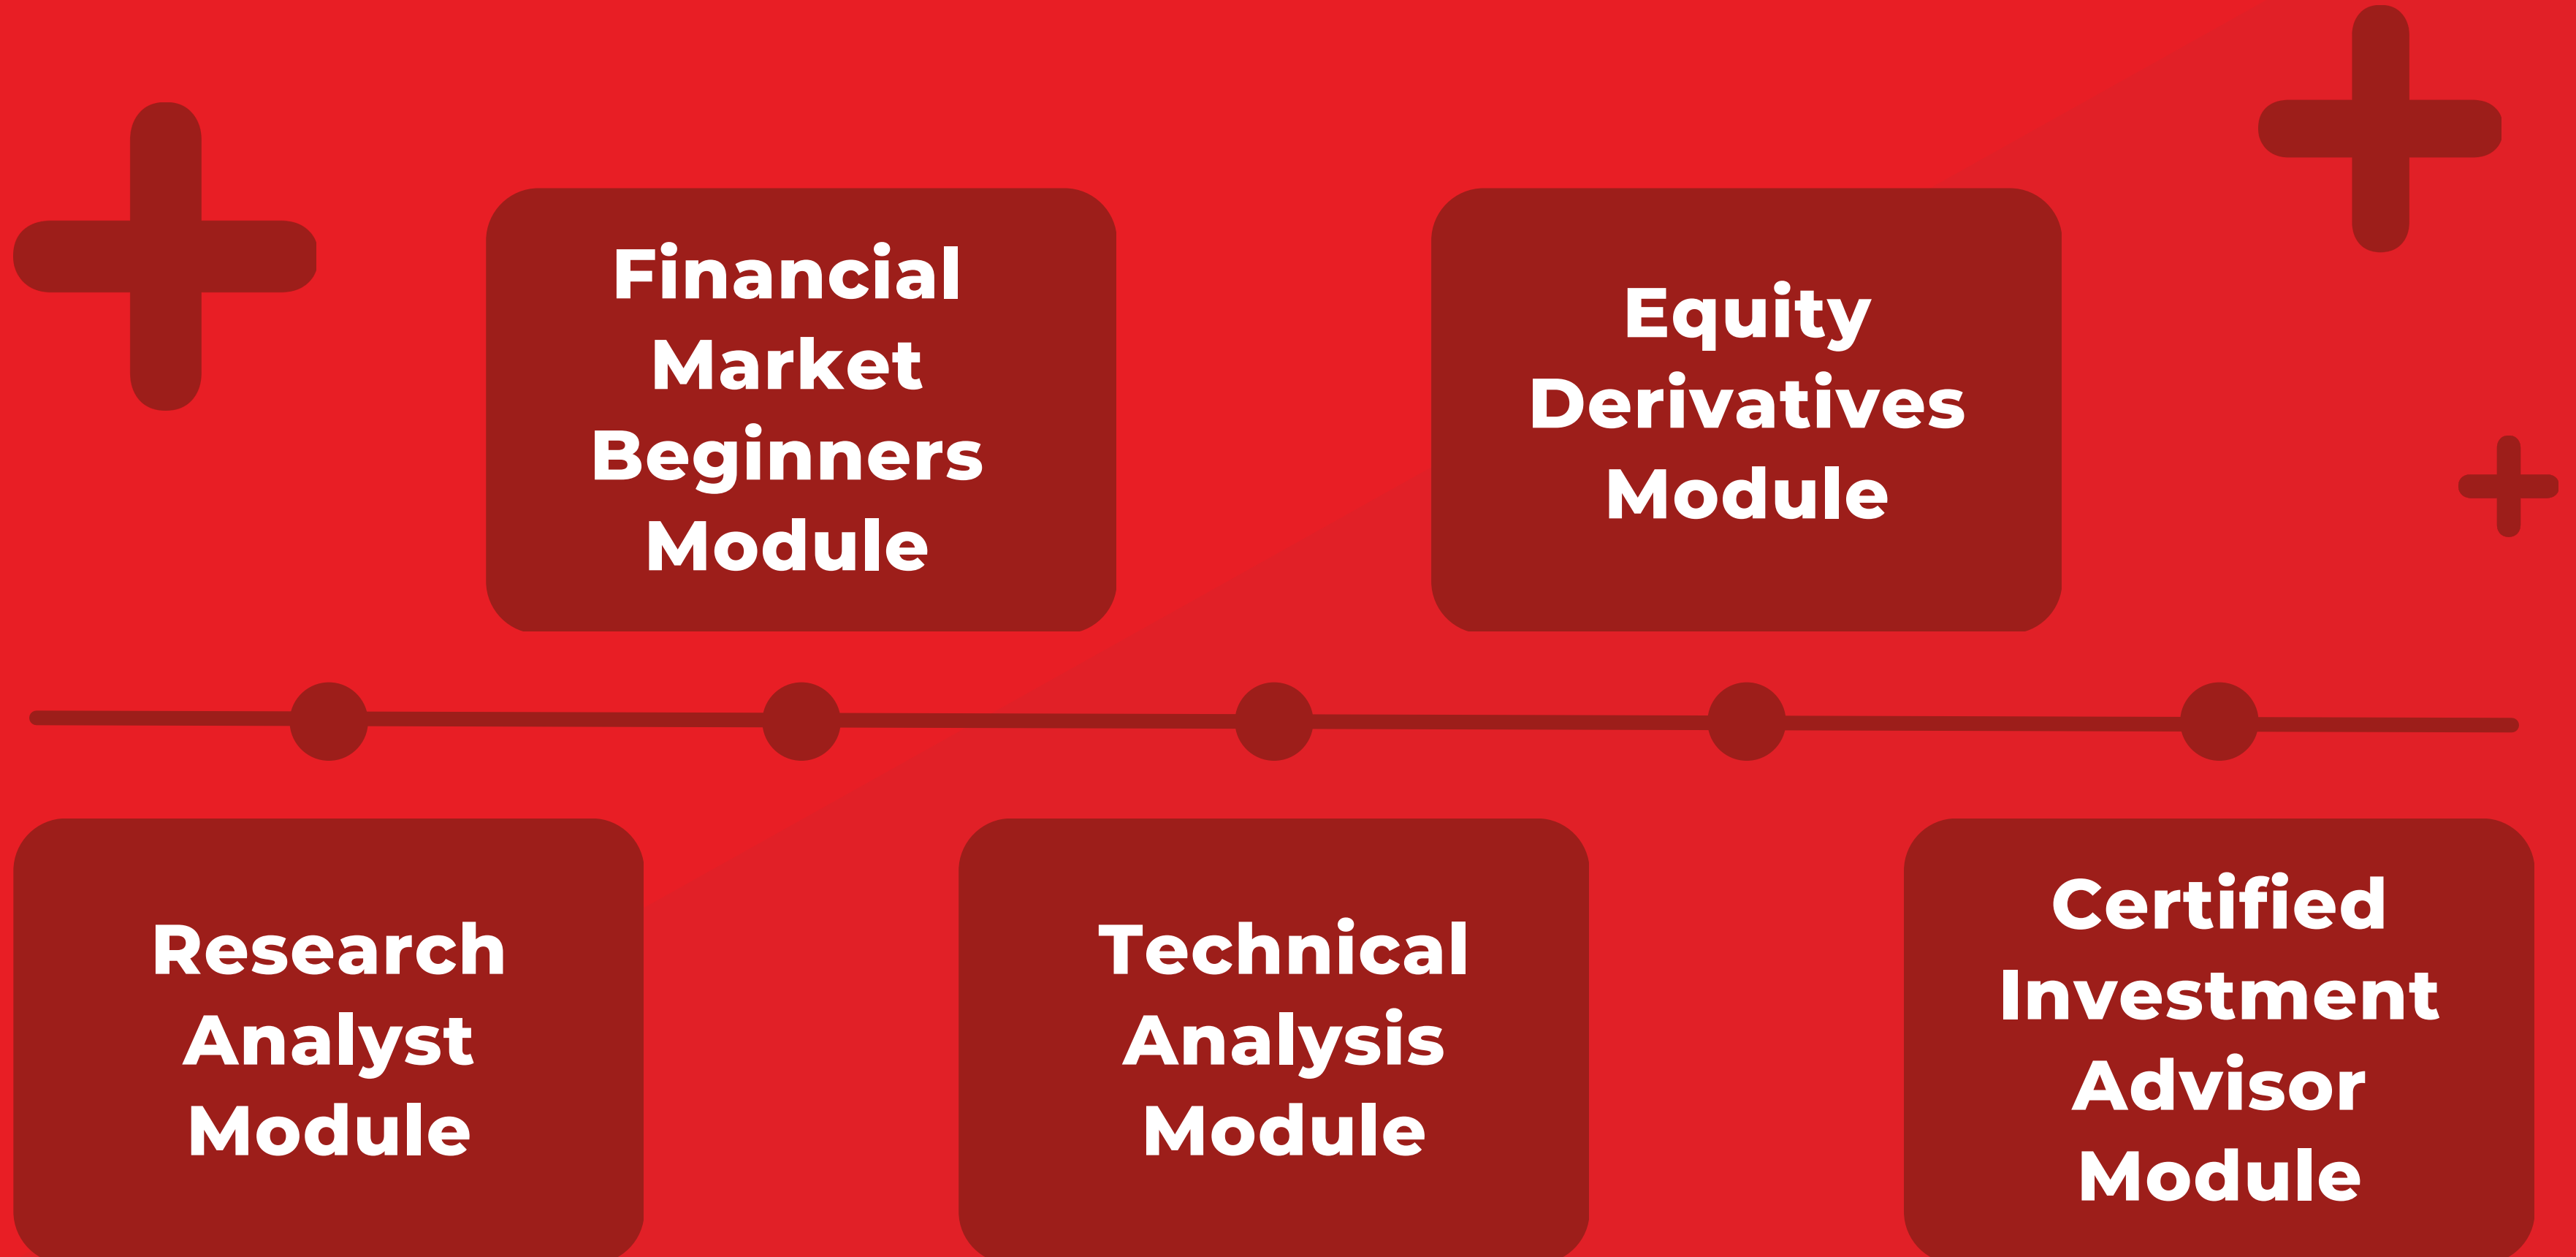 Financial
Market
Beginners
Module
Equity
Derivatives
Module
Research
Analyst
Module
Technical
Analysis
Module
Certified
Investment
Advisor
Module